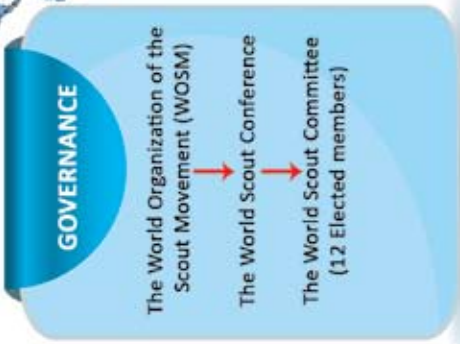 GOVERNANCE
The World Organization of the
Scout Movement (WOSM)
The World Scout Conference
The World Scout Committee
(12 Elected members)